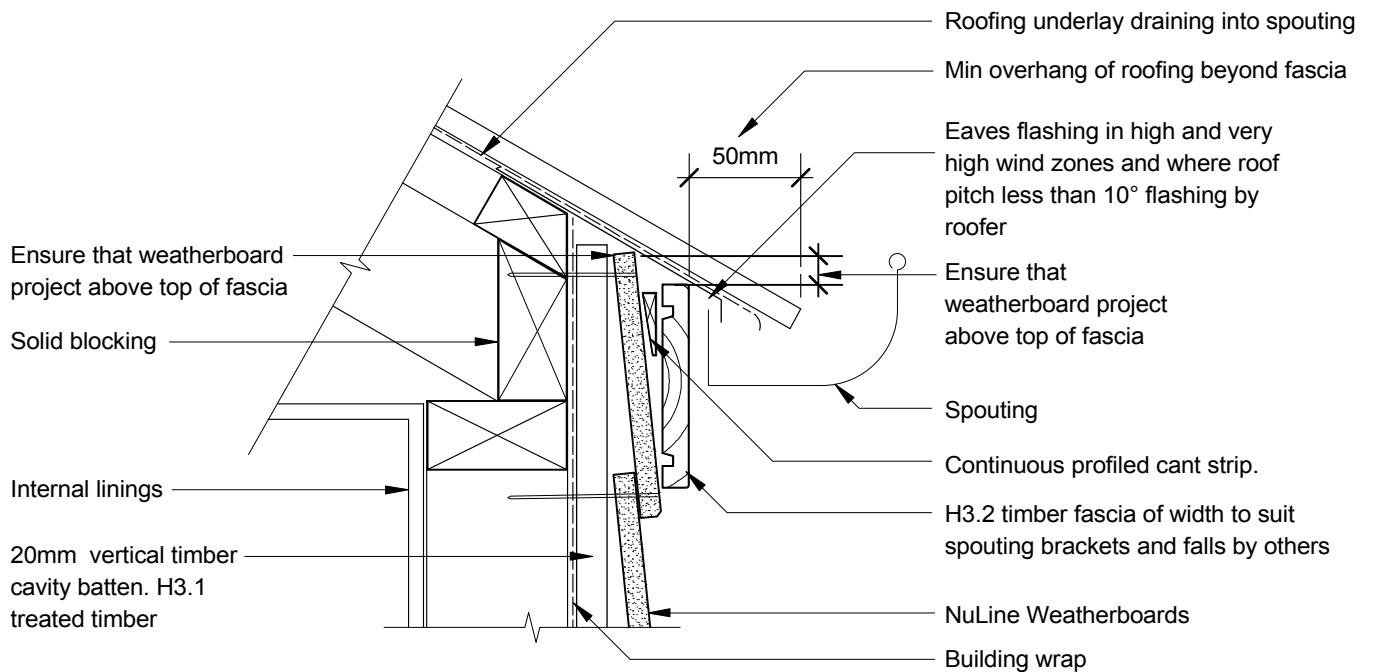 Roofing underlay draining into spouting
Min overhang of roofing beyond fascia
Eaves flashing in high and very
high wind zones and where roof
pitch less than 10° flashing by
roofer
50mm
Ensure that weatherboard
project above top of fascia
Ensure that
weatherboard project
above top of fascia
Solid blocking
Spouting
Continuous profiled cant strip.
Internal linings
H3.2 timber fascia of width to suit
spouting brackets and falls by others
20mm vertical timber
cavity batten. H3.1
treated timber
NuLine Weatherboards
Building wrap